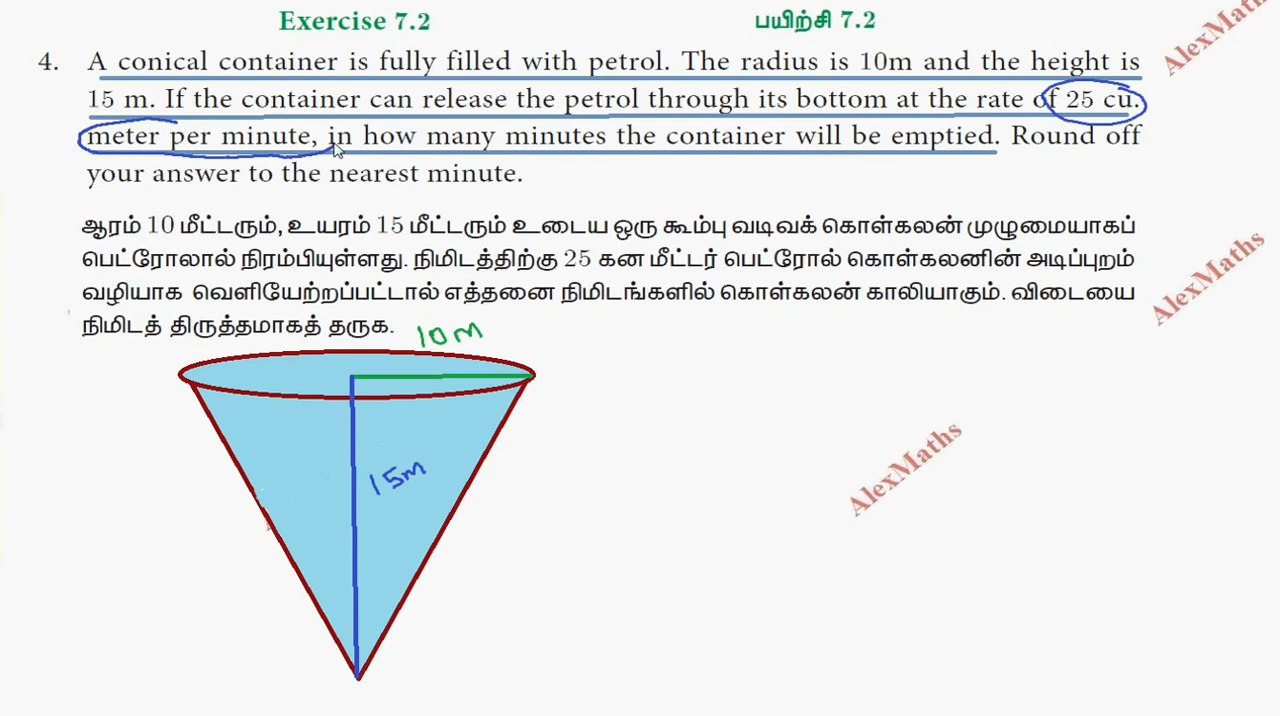 Exercise 7.2
பயிற்சி 7.2
4. A conical container is fully filled with petrol. The radius is 10m and the height is
15 m. If the container can release the petrol through its bottom at the rate of 25 cu.
meter per minute, in how many minutes the container will be emptied. Round off
your answer to the nearest minute.
ஆரம் 10 மீட்டரும், உயரம் 15 மீட்டரும் உடைய ஒரு கூம்பு வடிவக் கொள்கலன் முழுமையாகப்
பெட்ரோலால் நிரம்பியுள்ளது. நிமிடத்திற்கு 25 கன மீட்டர் பெட்ரோல் கொள்கலனின் அடிப்புறம்
வழியாக வெளியேற்றப்பட்டால் எத்தனை நிமிடங்களில் கொள்கலன் காலியாகும். விடையை
நிமிடத் திருத்தமாகத் தருக.
10m
15m
AlexMaths
AlexMaths
AlexMaths